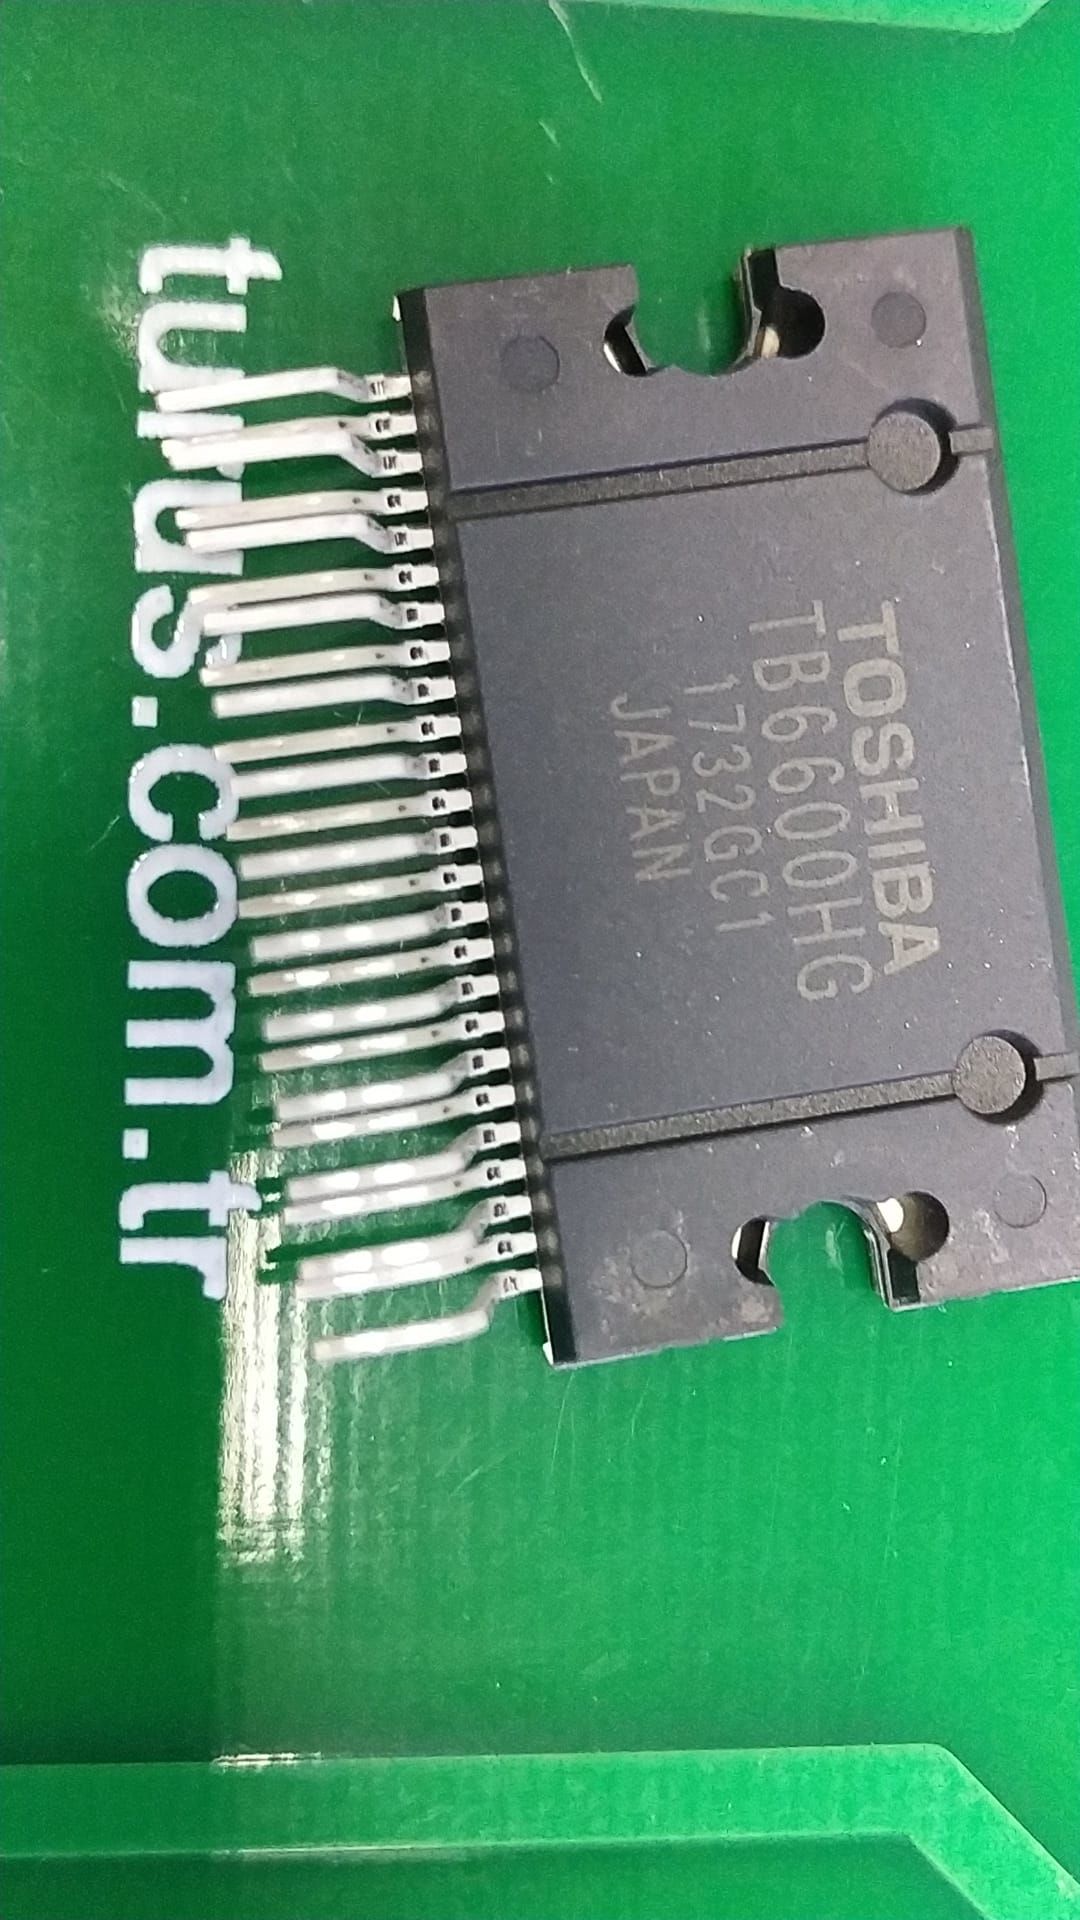 TOSHIBA
TB6600HG
1732GC1
JAPAN
turus.com.tr